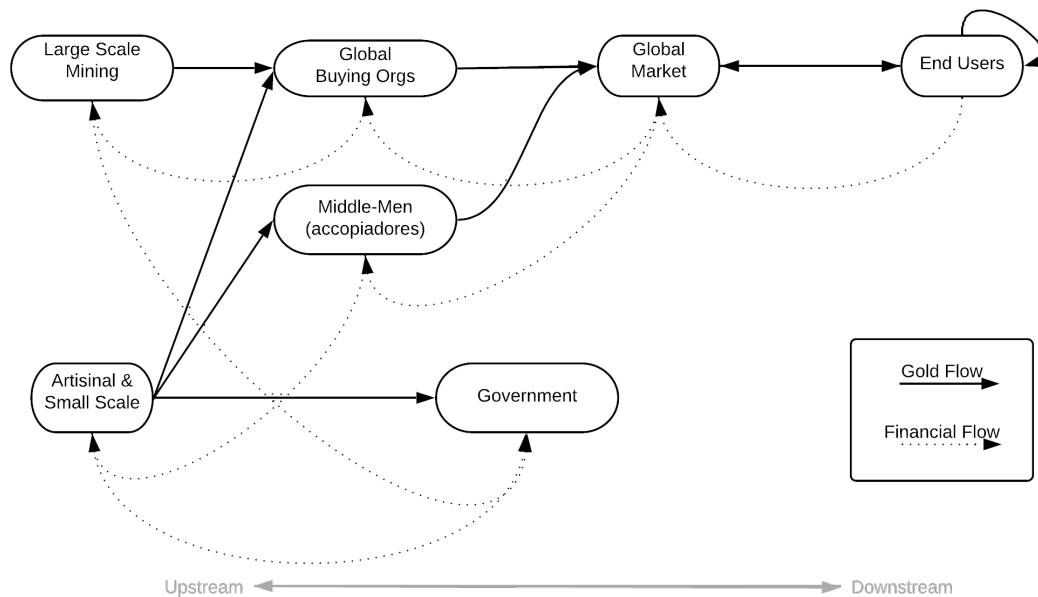 Large Scale
Mining
Global
Buying Orgs
Global
Market
End Users
Middle-Men
(accopiadores)
Artisinal &
Small Scale
Government
Gold Flow
Financial Flow
Upstream
Downstream